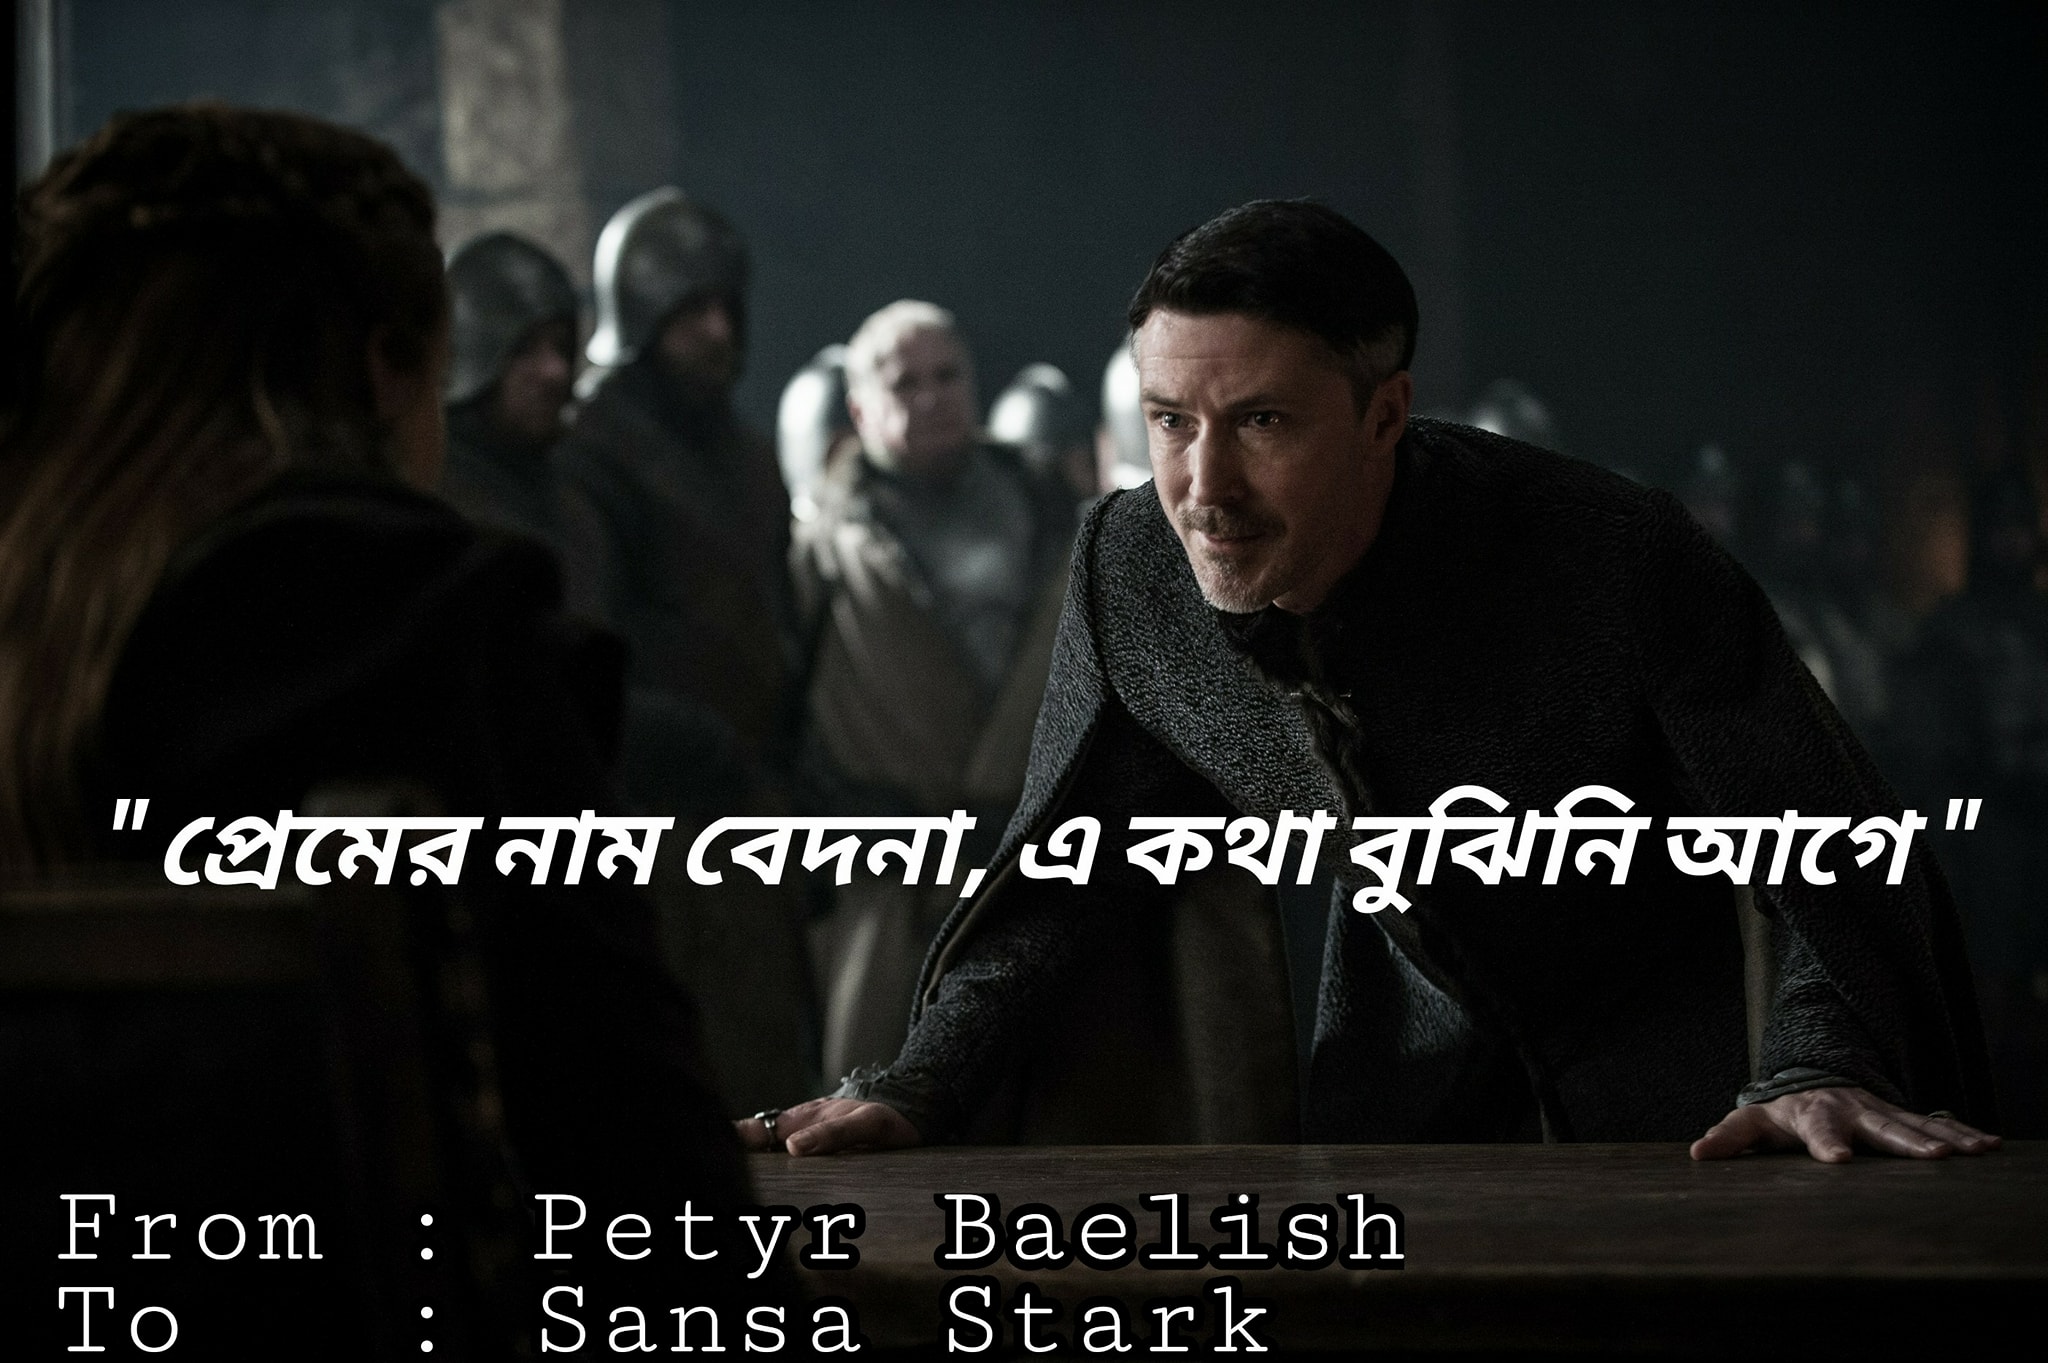 "প্রেমের নাম বেদনা, এ কথা বুঝিনি আগে"
From : Petyr Baelish
To : Sansa Stark